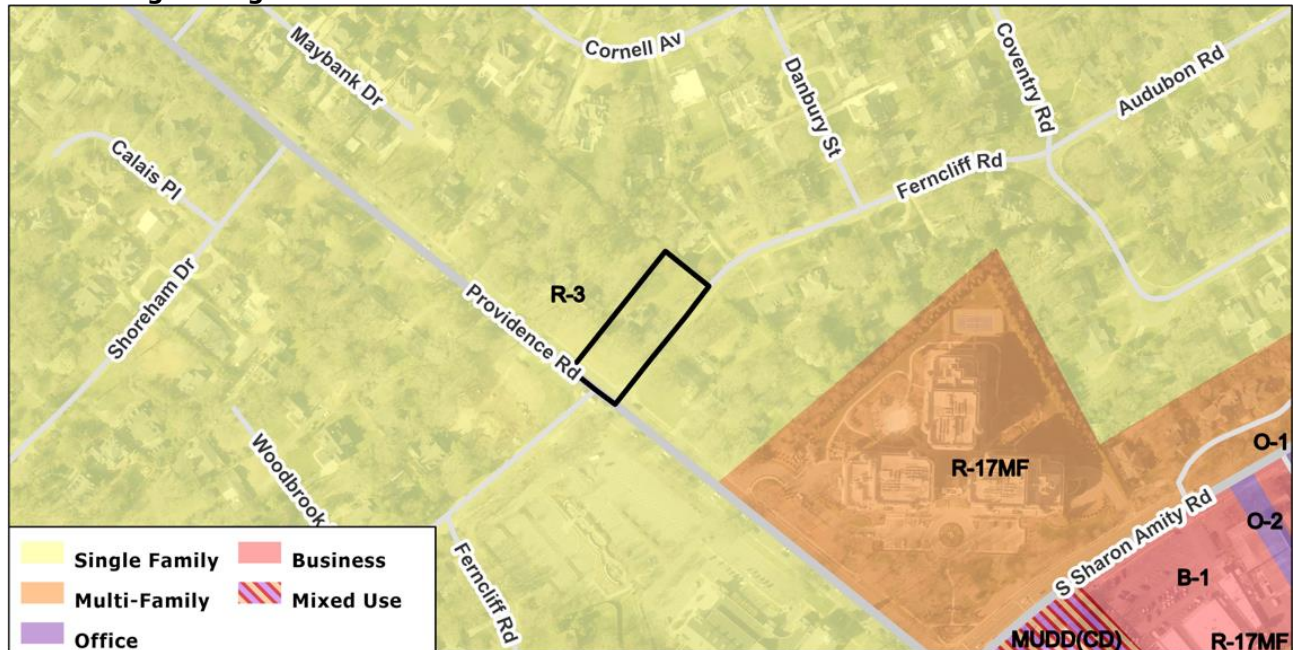 Maybank Dr
Cornell Av
Danbury St
Coventry Rd
Audubon Rd
Calais Pl
Ferncliff Rd
Shoreham Dr
R-3
Providence Rd
Woodbrook
R-17MF
O-1
O-2
S Sharon Amity Rd
B-1
Ferncliff Rd
MUDD(CD)
R-17MF
Single Family
Business
Multi-Family
Mixed Use
Office